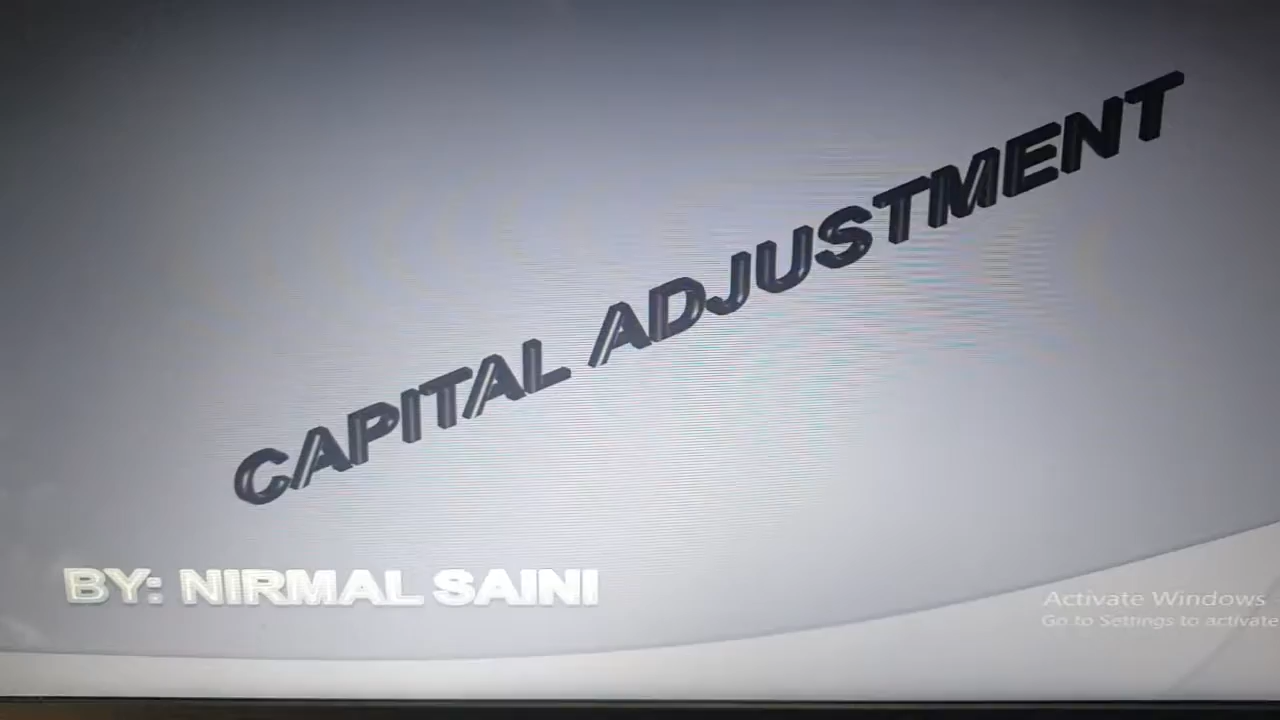 CAPITAL ADJUSTMENT
BY: NIRMAL SAINI
Activate Windows
Go to Settings to activate